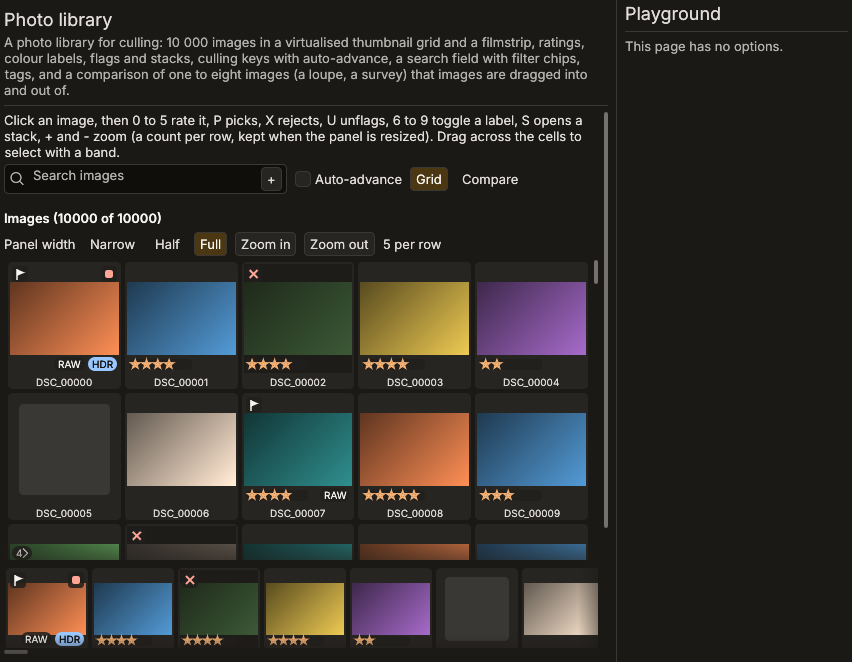 Photo library
A photo library for culling: 10 000 images in a virtualised thumbnail grid and a filmstrip, ratings,
colour labels, flags and stacks, culling keys with auto-advance, a search field with filter chips,
tags, and a comparison of one to eight images (a loupe, a survey) that images are dragged into
and out of.
Click an image, then 0 to 5 rate it, P picks, X rejects, U unflags, 6 to 9 toggle a label, S opens a
stack, + and - zoom (a count per row, kept when the panel is resized). Drag across the cells to
select with a band.
Search images + Auto-advance Grid Compare
Images (10000 of 10000)
Panel width Narrow Half Full Zoom in Zoom out 5 per row
RAW HDR
DSC_00000 DSC_00001 DSC_00002 DSC_00003 DSC_00004
RAW
DSC_00005 DSC_00006 DSC_00007 DSC_00008 DSC_00009
4
RAW HDR
Playground
This page has no options.